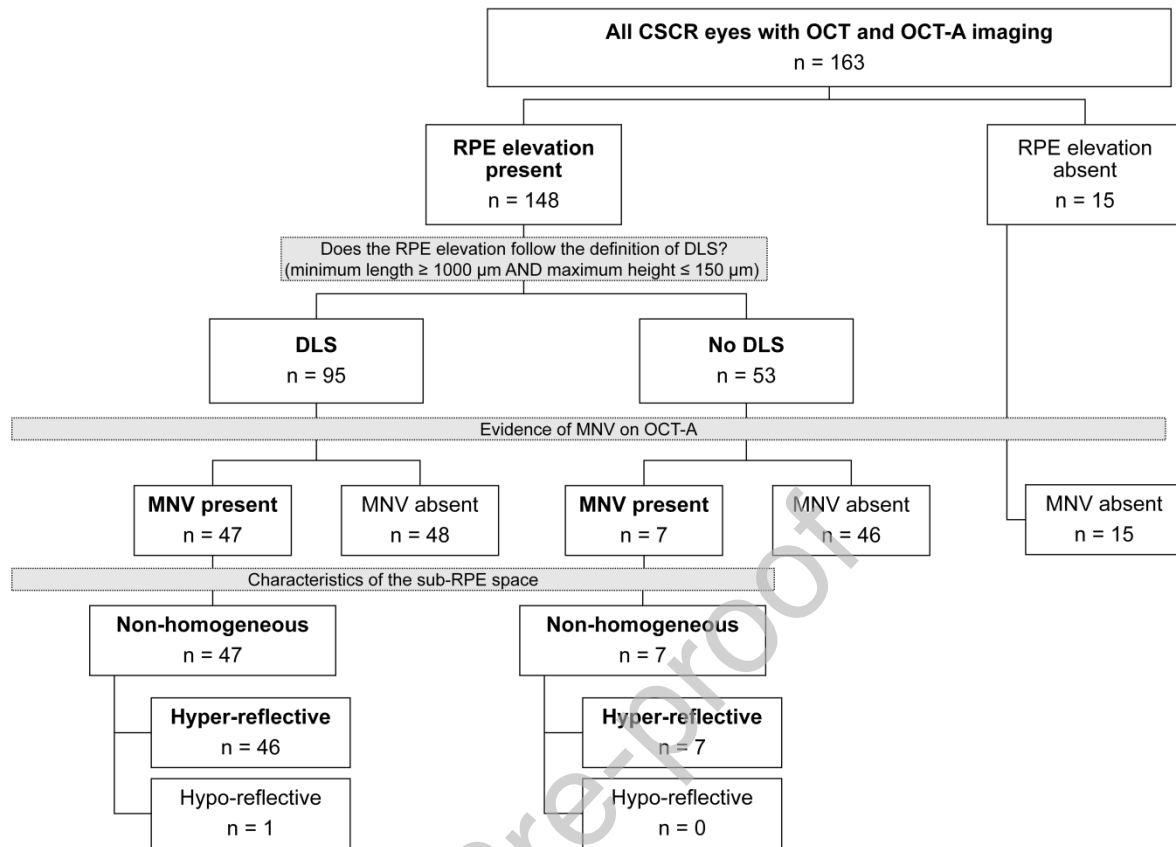 All CSCR eyes with OCT and OCT-A imaging
n = 163
RPE elevation
present
n = 148
RPE elevation
absent
n = 15
Does the RPE elevation follow the definition of DLS?
(minimum length ≥ 1000 µm AND maximum height ≤ 150 µm)
DLS
n = 95
No DLS
n = 53
Evidence of MNV on OCT-A
MNV present
n = 47
MNV absent
n = 48
MNV present
n = 7
MNV absent
n = 46
MNV absent
n = 15
Characteristics of the sub-RPE space
Non-homogeneous
n = 47
Non-homogeneous
n = 7
Hyper-reflective
n = 46
Hyper-reflective
n = 7
Hypo-reflective
n = 1
Hypo-reflective
n = 0
re-proof